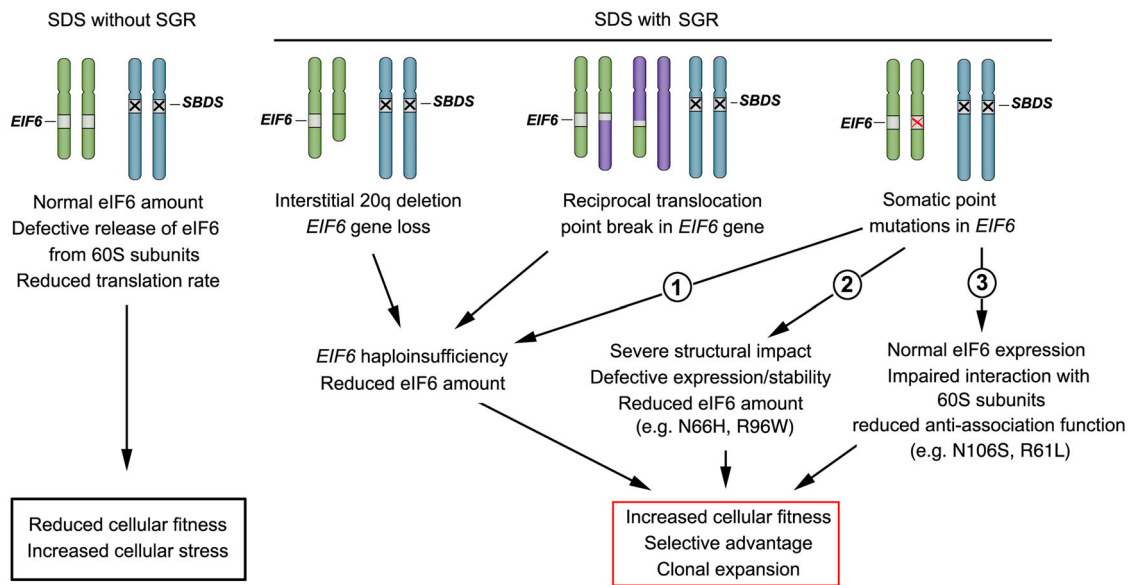 SDS without SGR
SDS with SGR
EIF6
SBDS
EIF6
SBDS
EIF6
SBDS
EIF6
SBDS
Normal eIF6 amount
Defective release of eIF6
from 60S subunits
Reduced translation rate
Interstitial 20q deletion
EIF6 gene loss
Reciprocal translocation
point break in EIF6 gene
Somatic point
mutations in EIF6
1
2
3
EIF6 haploinsufficiency
Reduced eIF6 amount
Severe structural impact
Defective expression/stability
Reduced eIF6 amount
(e.g. N66H, R96W)
Normal eIF6 expression
Impaired interaction with
60S subunits
reduced anti-association function
(e.g. N106S, R61L)
Reduced cellular fitness
Increased cellular stress
Increased cellular fitness
Selective advantage
Clonal expansion